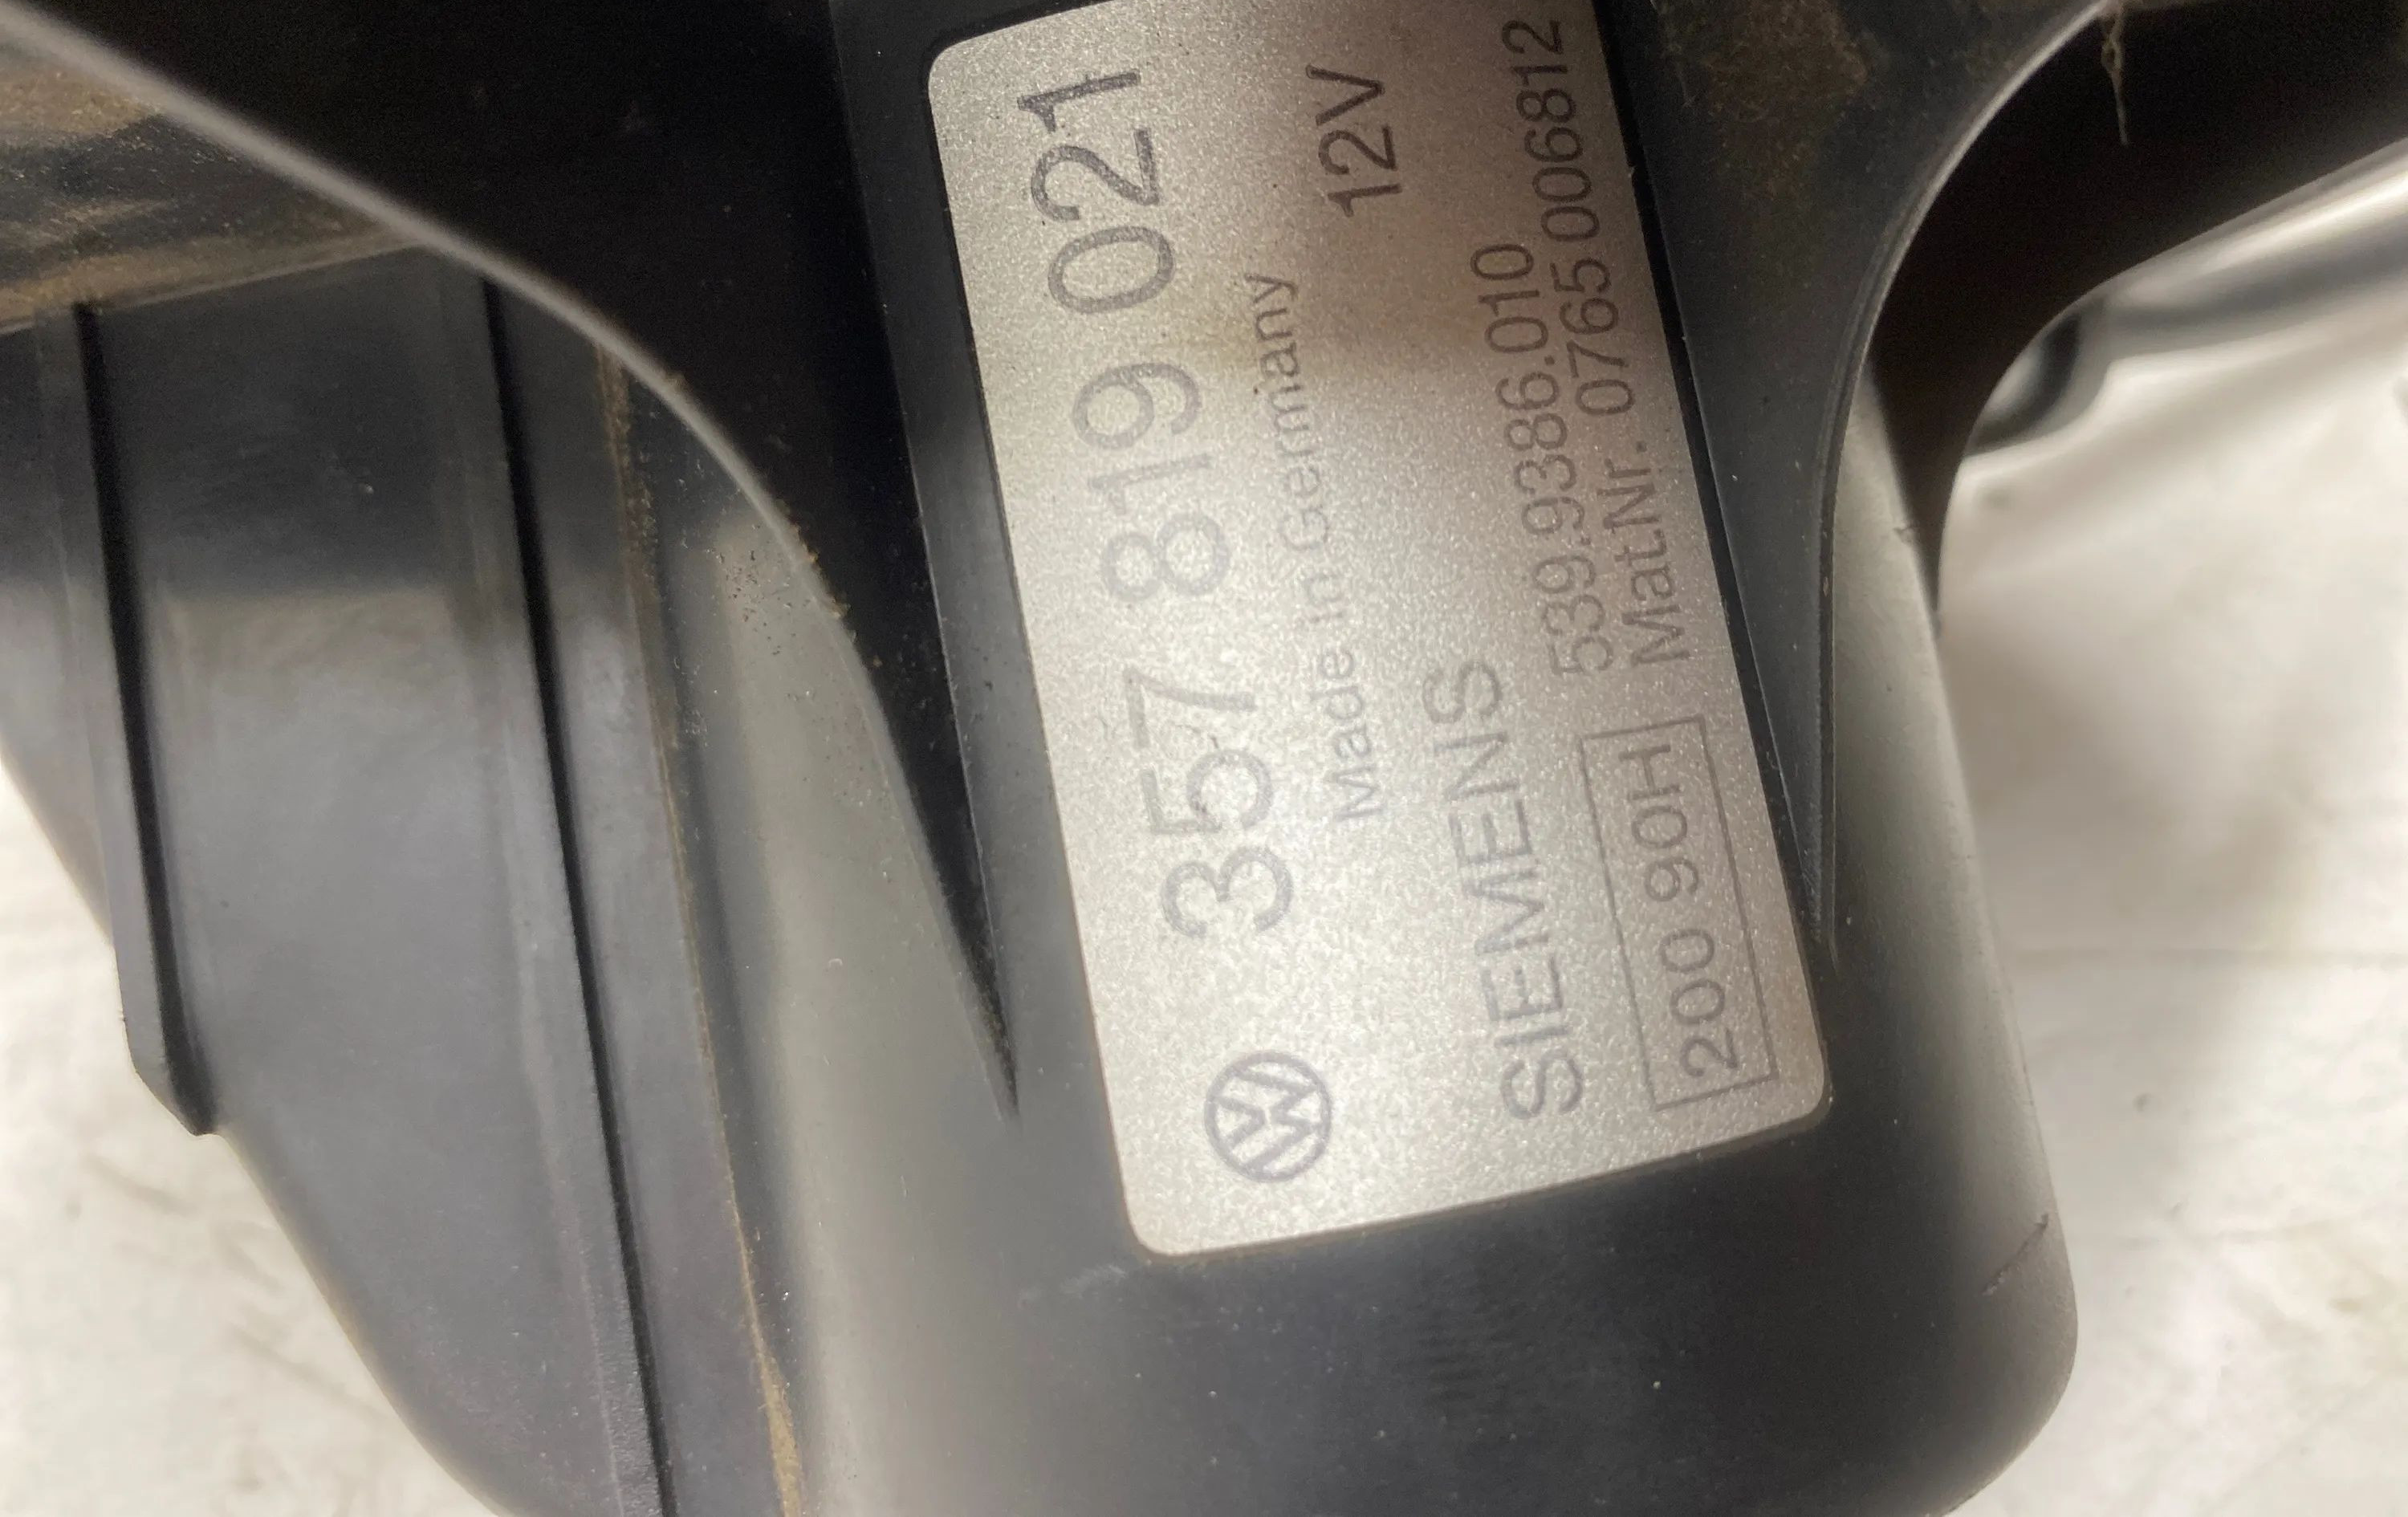 357 819 021
Made in Germany
12V
SIEMENS
539.9386.010
200 90H
Mat.Nr. 07650006812